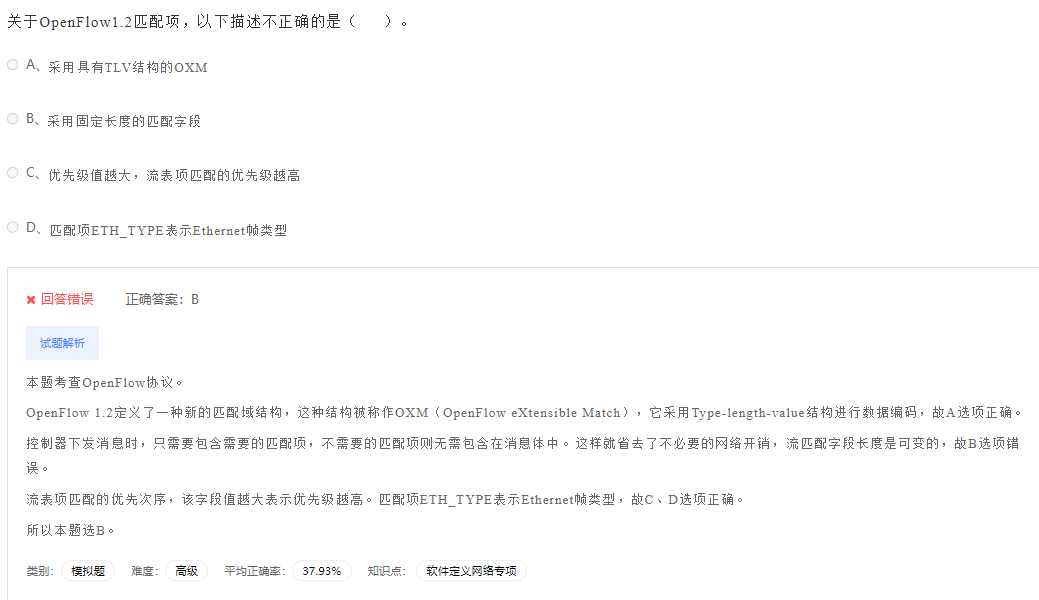 关于OpenFlow1.2匹配项，以下描述不正确的是（　　）。
A、采用具有TLV结构的OXM
B、采用固定长度的匹配字段
C、优先级值越大，流表项匹配的优先级越高
D、匹配项ETH_TYPE表示Ethernet帧类型
回答错误 正确答案：B
试题解析
本题考查OpenFlow协议。
OpenFlow 1.2定义了一种新的匹配域结构，这种结构被称作OXM（OpenFlow eXtensible Match），它采用Type-length-value结构进行数据编码，故A选项正确。
控制器下发消息时，只需要包含需要的匹配项，不需要的匹配项则无需包含在消息体中。这样就省去了不必要的网络开销，流匹配字段长度是可变的，故B选项错
误。
流表项匹配的优先次序，该字段值越大表示优先级越高。匹配项ETH_TYPE表示Ethernet帧类型，故C、D选项正确。
所以本题选B。
类别： 模拟题 难度： 高级 平均正确率： 37.93% 知识点： 软件定义网络专项